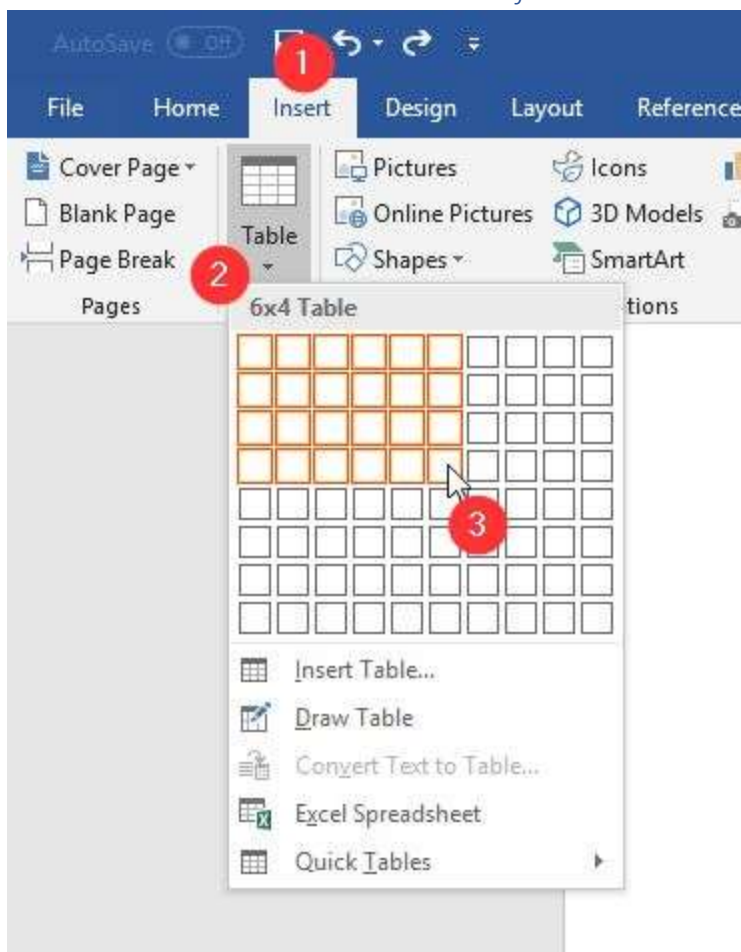 AutoSave Off
1
File Home Insert Design Layout Reference
Cover Page
Blank Page
Page Break
Pages
Table
2
Pictures
Online Pictures
Shapes
Icons
3D Models
SmartArt
tions
6x4 Table
3
Insert Table...
Draw Table
Convert Text to Table...
Excel Spreadsheet
Quick Tables